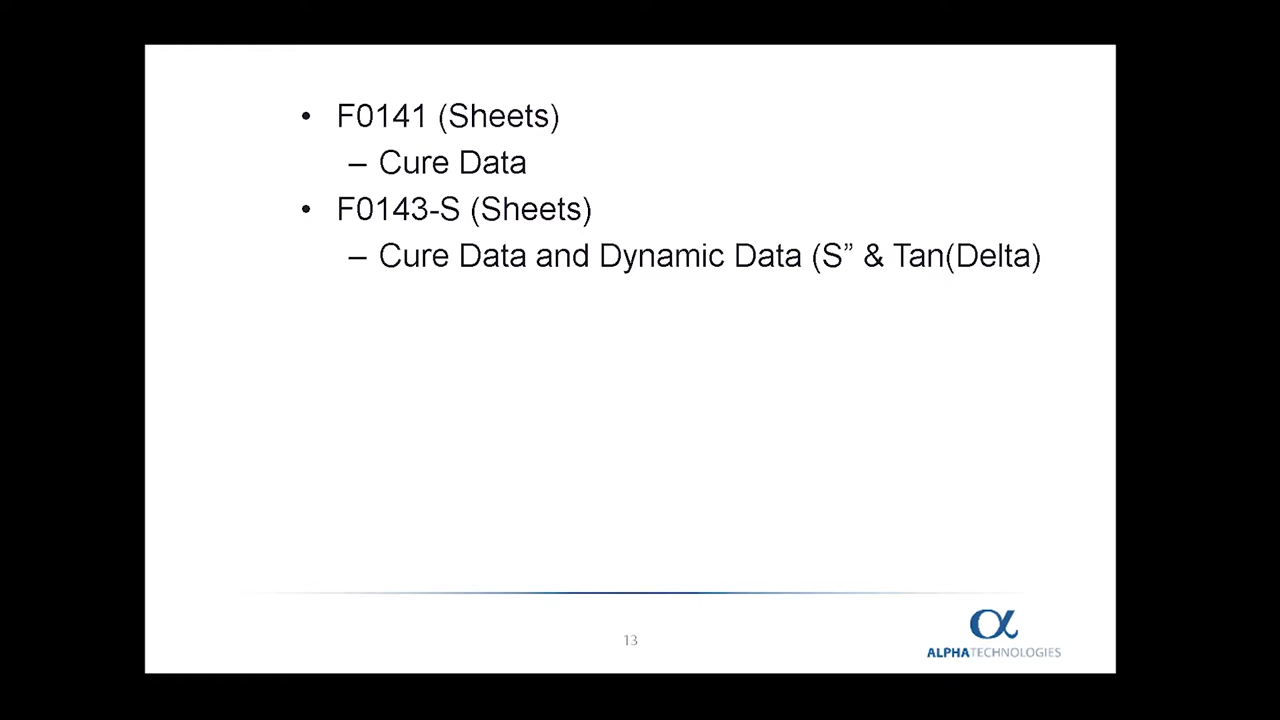 • F0141 (Sheets)
– Cure Data
• F0143-S (Sheets)
– Cure Data and Dynamic Data (S” & Tan(Delta)
13
ALPHATECHNOLOGIES